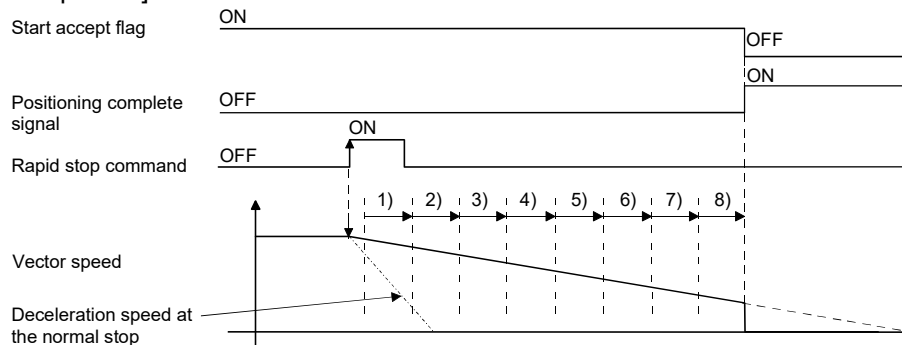 ON
Start accept flag
OFF
ON
Positioning complete
signal
OFF
ON
Rapid stop command
OFF
1) 2) 3) 4) 5) 6) 7) 8)
Vector speed
Deceleration speed at
the normal stop